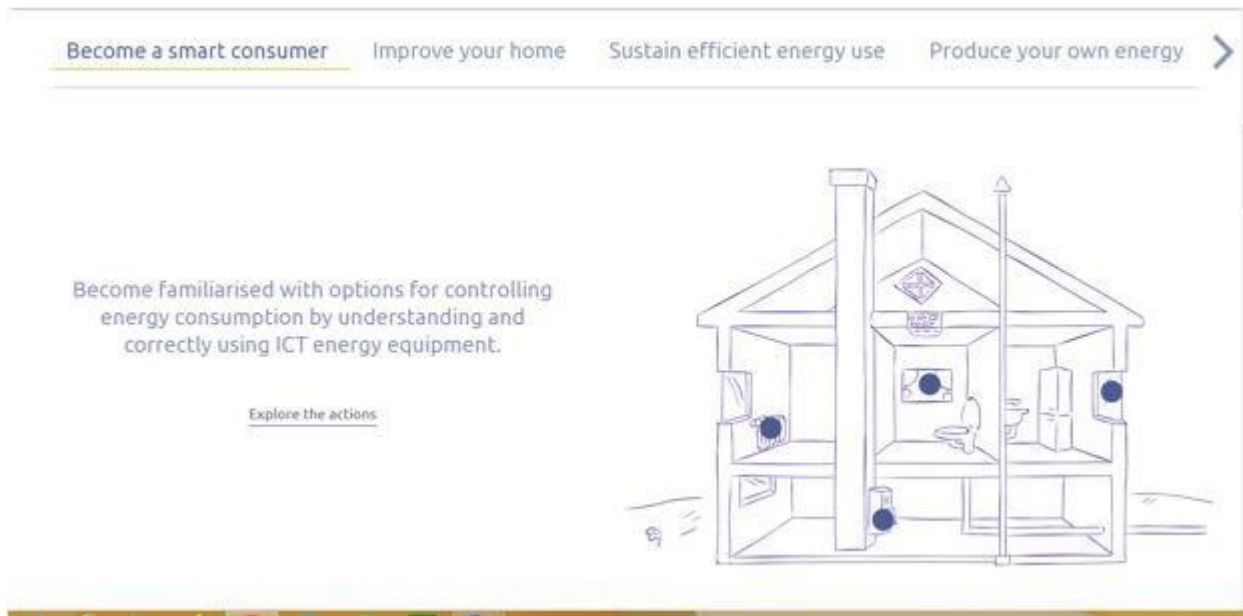 Become a smart consumer Improve your home Sustain efficient energy use Produce your own energy
Become familiarised with options for controlling
energy consumption by understanding and
correctly using ICT energy equipment.
Explore the actions